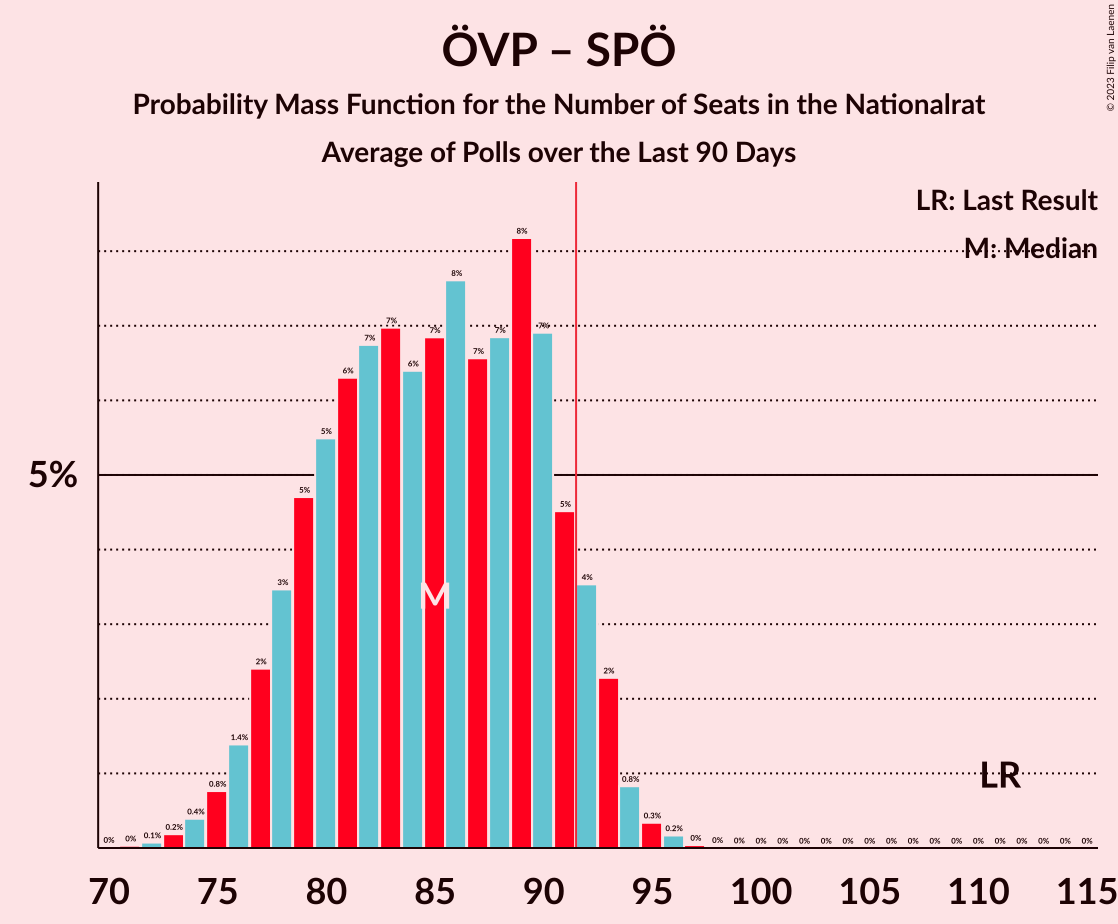 ÖVP – SPÖ
Probability Mass Function for the Number of Seats in the Nationalrat
Average of Polls over the Last 90 Days
© 2023 Filip van Laenen
LR: Last Result
M: Median
5%
0% 0% 0.1% 0.2% 0.4% 0.8% 1.4% 2% 3% 5% 5% 6% 7% 7% 6% 7% 8% 7% 7% 8% 7% 5% 4% 2% 0.8% 0.3% 0.2% 0% 0% 0% 0% 0% 0% 0% 0% 0% 0% 0% 0% 0% 0% 0% 0% 0% 0% 0%
M
LR
70 75 80 85 90 95 100 105 110 115